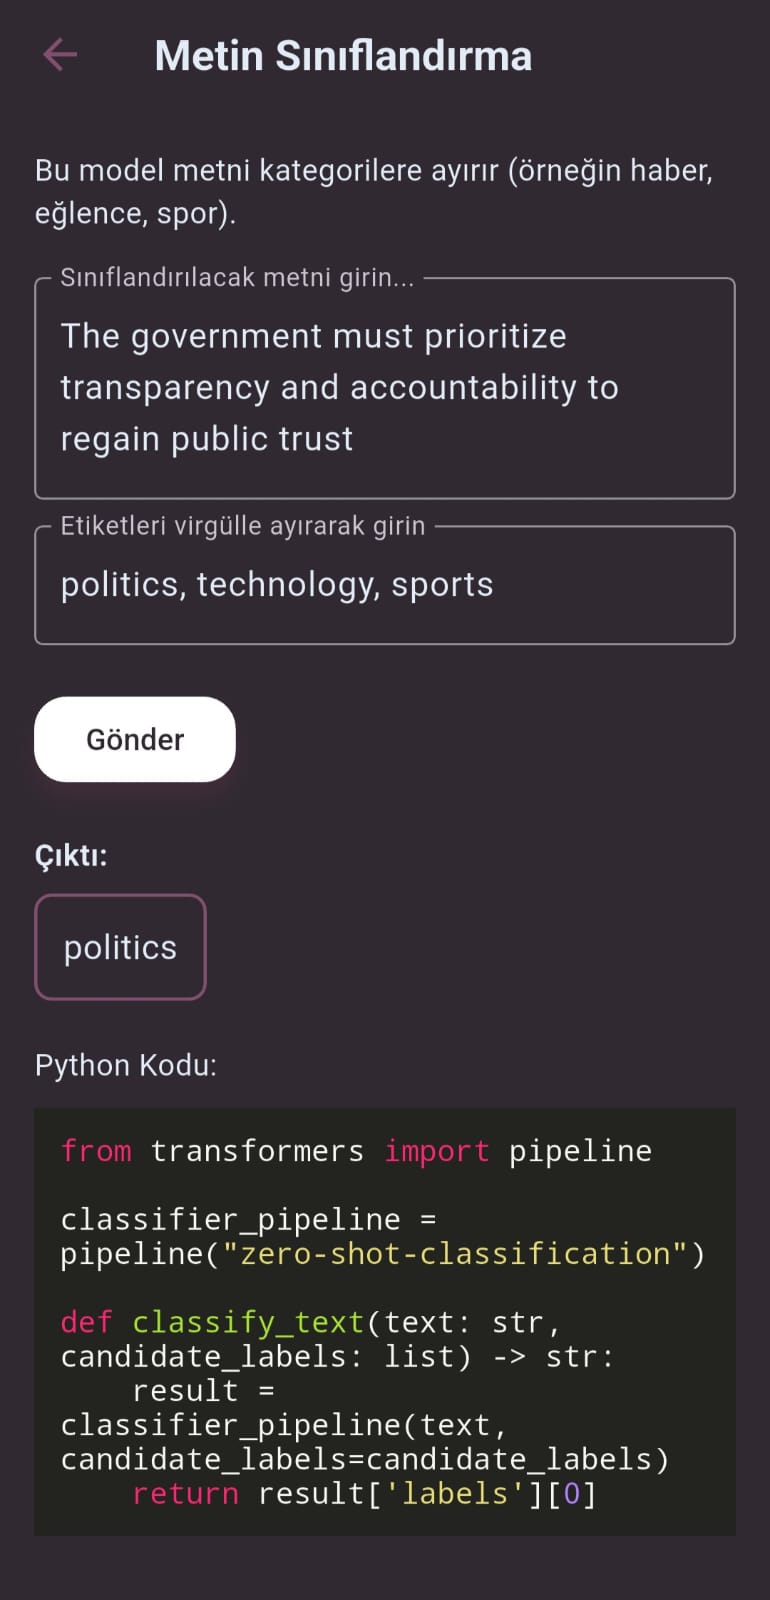 Metin Sınıflandırma
Bu model metni kategorilere ayırır (örneğin haber,
eğlence, spor).
Sınıflandırılacak metni girin...
The government must prioritize
transparency and accountability to
regain public trust
Etiketleri virgülle ayırarak girin
politics, technology, sports
Gönder
Çıktı:
politics
Python Kodu:
from transformers import pipeline
classifier_pipeline =
pipeline("zero-shot-classification")
def classify_text(text: str,
candidate_labels: list) -> str:
    result =
classifier_pipeline(text,
candidate_labels=candidate_labels)
    return result['labels'][0]